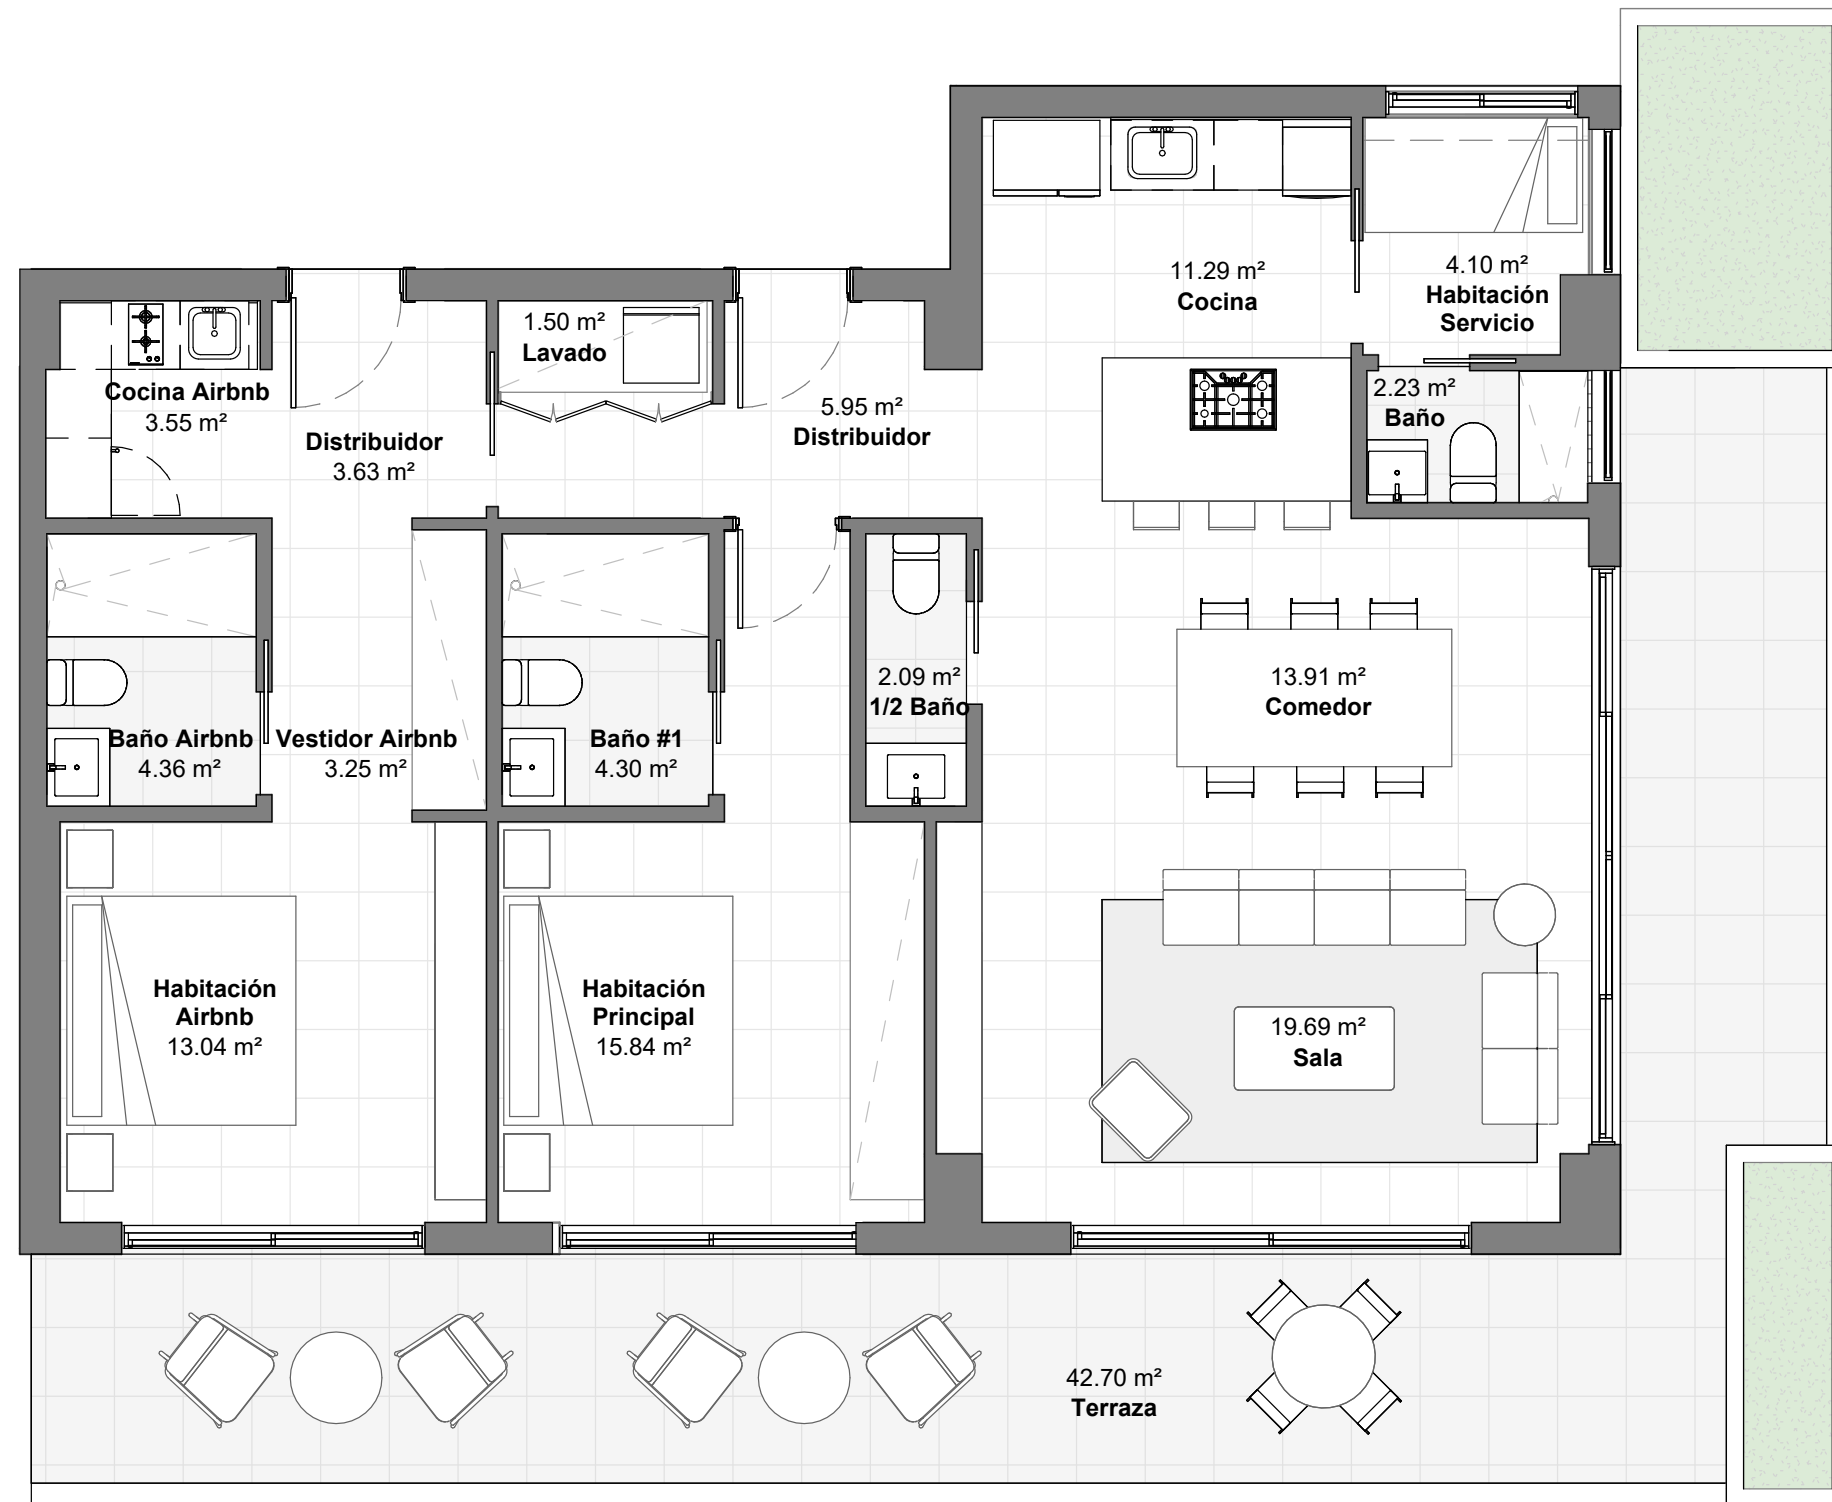 11.29 m²
Cocina
4.10 m²
Habitación
Servicio
1.50 m²
Lavado
Cocina Airbnb
3.55 m²
Distribuidor
3.63 m²
5.95 m²
Distribuidor
2.23 m²
Baño
Baño Airbnb
4.36 m²
Vestidor Airbnb
3.25 m²
Baño #1
4.30 m²
2.09 m²
1/2 Baño
13.91 m²
Comedor
Habitación
Airbnb
13.04 m²
Habitación
Principal
15.84 m²
19.69 m²
Sala
42.70 m²
Terraza